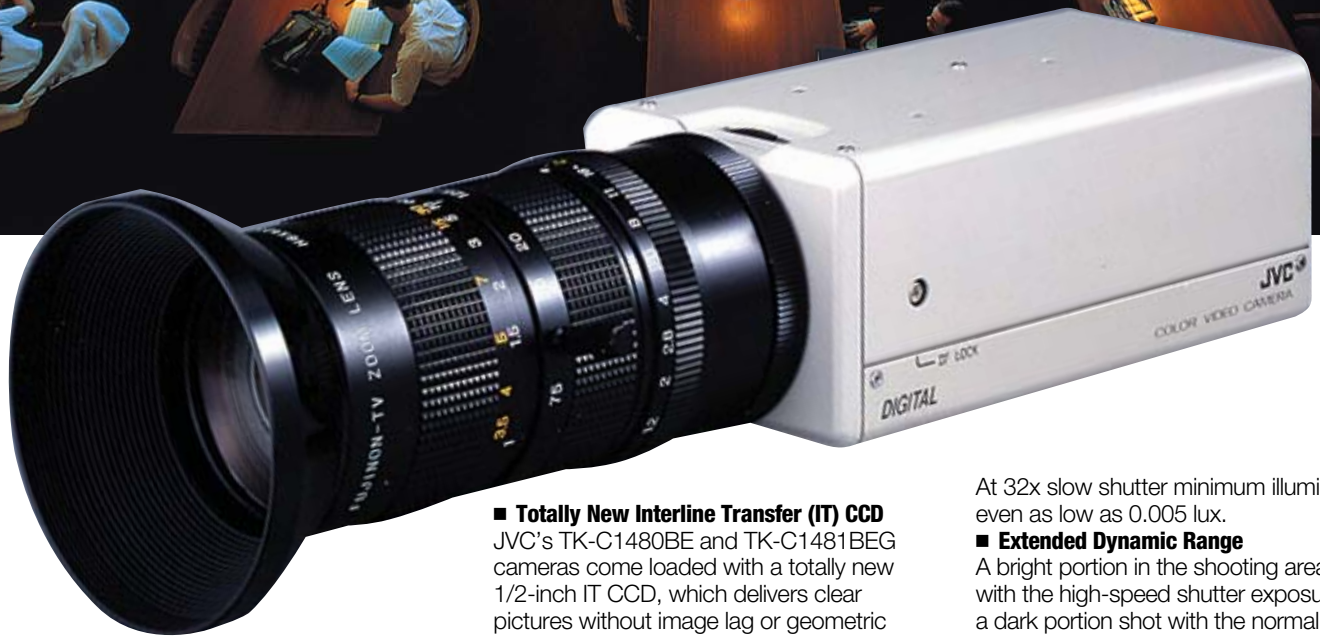 JVC
COLOR VIDEO CAMERA
DIGITAL
FUJINON-TV ZOOM LENS
■ Totally New Interline Transfer (IT) CCD
JVC's TK-C1480BE and TK-C1481BEG
cameras come loaded with a totally new
1/2-inch IT CCD, which delivers clear
pictures without image lag or geometric
At 32x slow shutter minimum illumi
even as low as 0.005 lux.
■ Extended Dynamic Range
A bright portion in the shooting area
with the high-speed shutter exposu
a dark portion shot with the normal